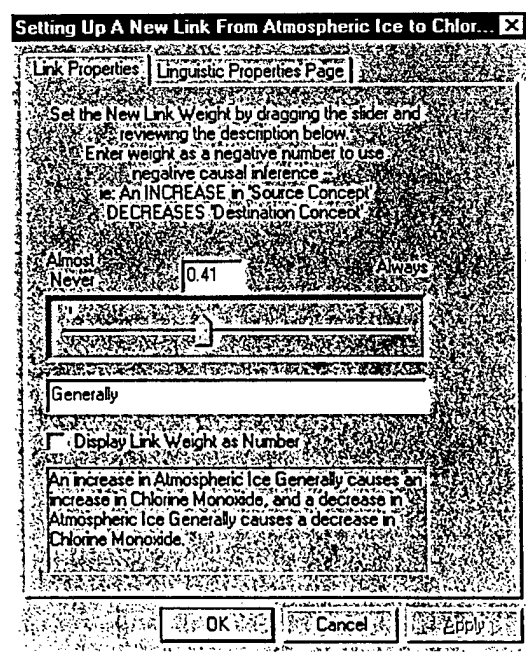 Setting Up A New Link From Atmospheric Ice to Chlor...
Link Properties Linguistic Properties Page
Set the New Link Weight by dragging the slider and
reviewing the description below.
Enter weight as a negative number to use
negative causal inference --
ie: An INCREASE in 'Source Concept'
DECREASES 'Destination Concept'
Almost
Never 0.41 Always
Generally
Display Link Weight as Number
An increase in Atmospheric Ice Generally causes an
increase in Chlorine Monoxide, and a decrease in
Atmospheric Ice Generally causes a decrease in
Chlorine Monoxide.
OK Cancel Apply